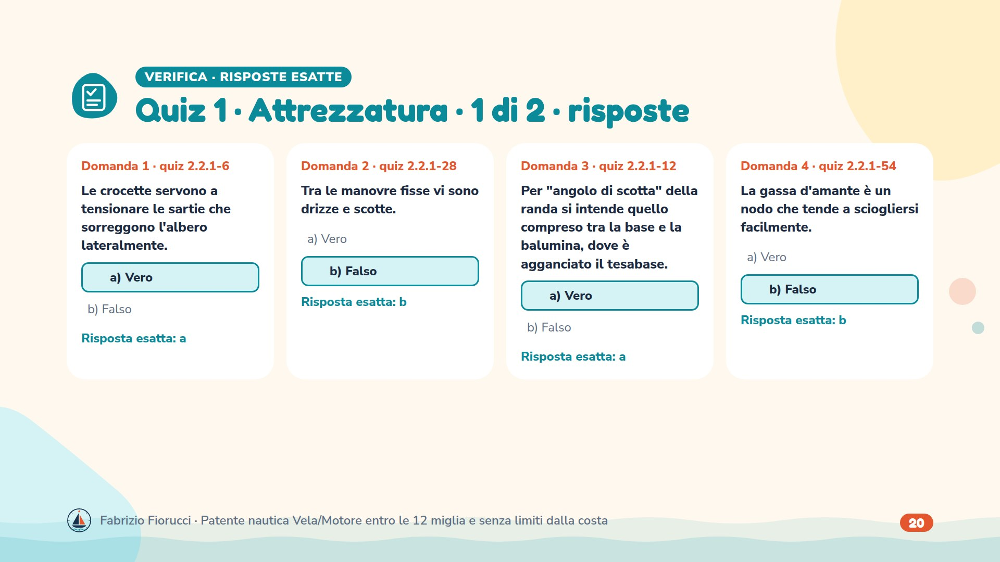 VERIFICA · RISPOSTE ESATTE
Quiz 1 · Attrezzatura · 1 di 2 · risposte
Domanda 1 · quiz 2.2.1-6
Le crocette servono a
tensionare le sartie che
sorreggono l'albero
lateralmente.
a) Vero
b) Falso
Risposta esatta: a
Domanda 2 · quiz 2.2.1-28
Tra le manovre fisse vi sono
drizze e scotte.
a) Vero
b) Falso
Risposta esatta: b
Domanda 3 · quiz 2.2.1-12
Per "angolo di scotta" della
randa si intende quello
compreso tra la base e la
balumina, dove è
agganciato il tesabase.
a) Vero
b) Falso
Risposta esatta: a
Domanda 4 · quiz 2.2.1-54
La gassa d'amante è un
nodo che tende a sciogliersi
facilmente.
a) Vero
b) Falso
Risposta esatta: b
Fabrizio Fiorucci · Patente nautica Vela/Motore entro le 12 miglia e senza limiti dalla costa
20